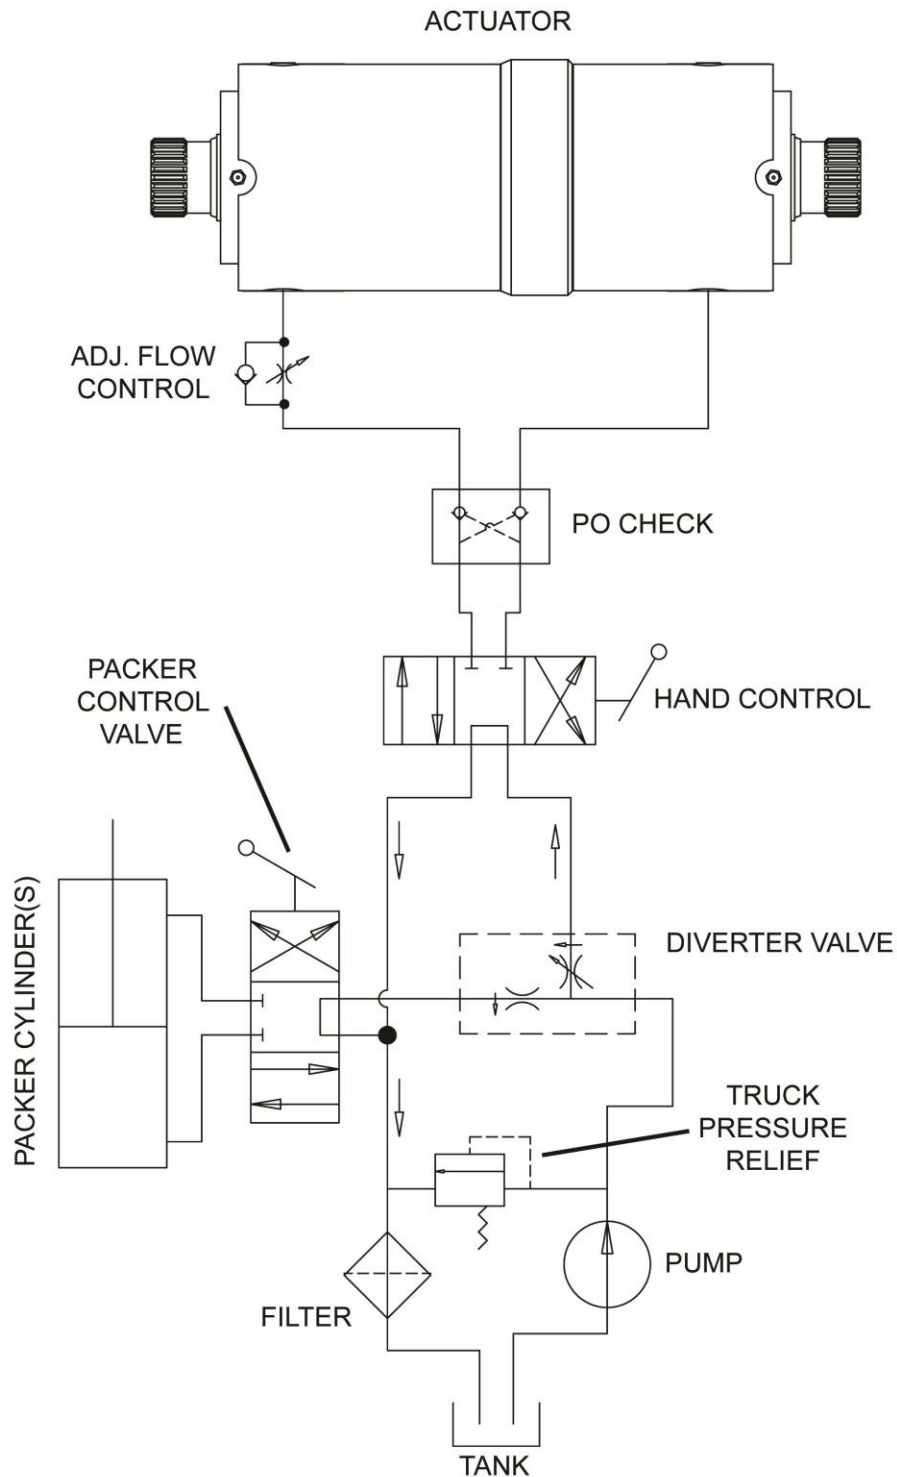 ACTUATOR
ADJ. FLOW
CONTROL
PO CHECK
PACKER
CONTROL
VALVE
HAND CONTROL
PACKER CYLINDER(S)
DIVERTER VALVE
TRUCK
PRESSURE
RELIEF
PUMP
FILTER
TANK